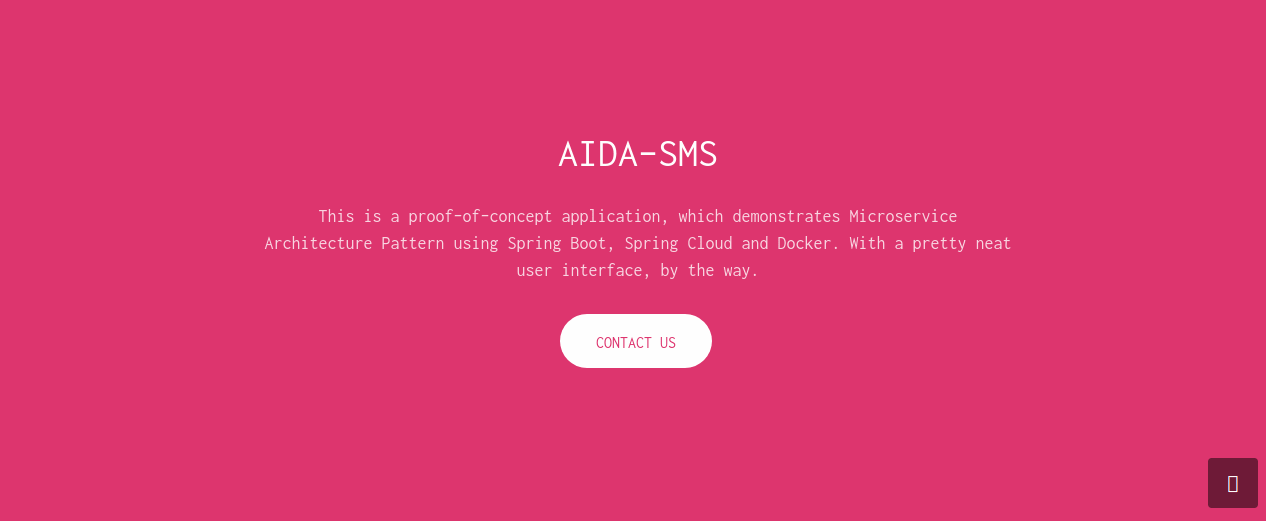 AIDA-SMS
This is a proof-of-concept application, which demonstrates Microservice
Architecture Pattern using Spring Boot, Spring Cloud and Docker. With a pretty neat
user interface, by the way.
CONTACT US